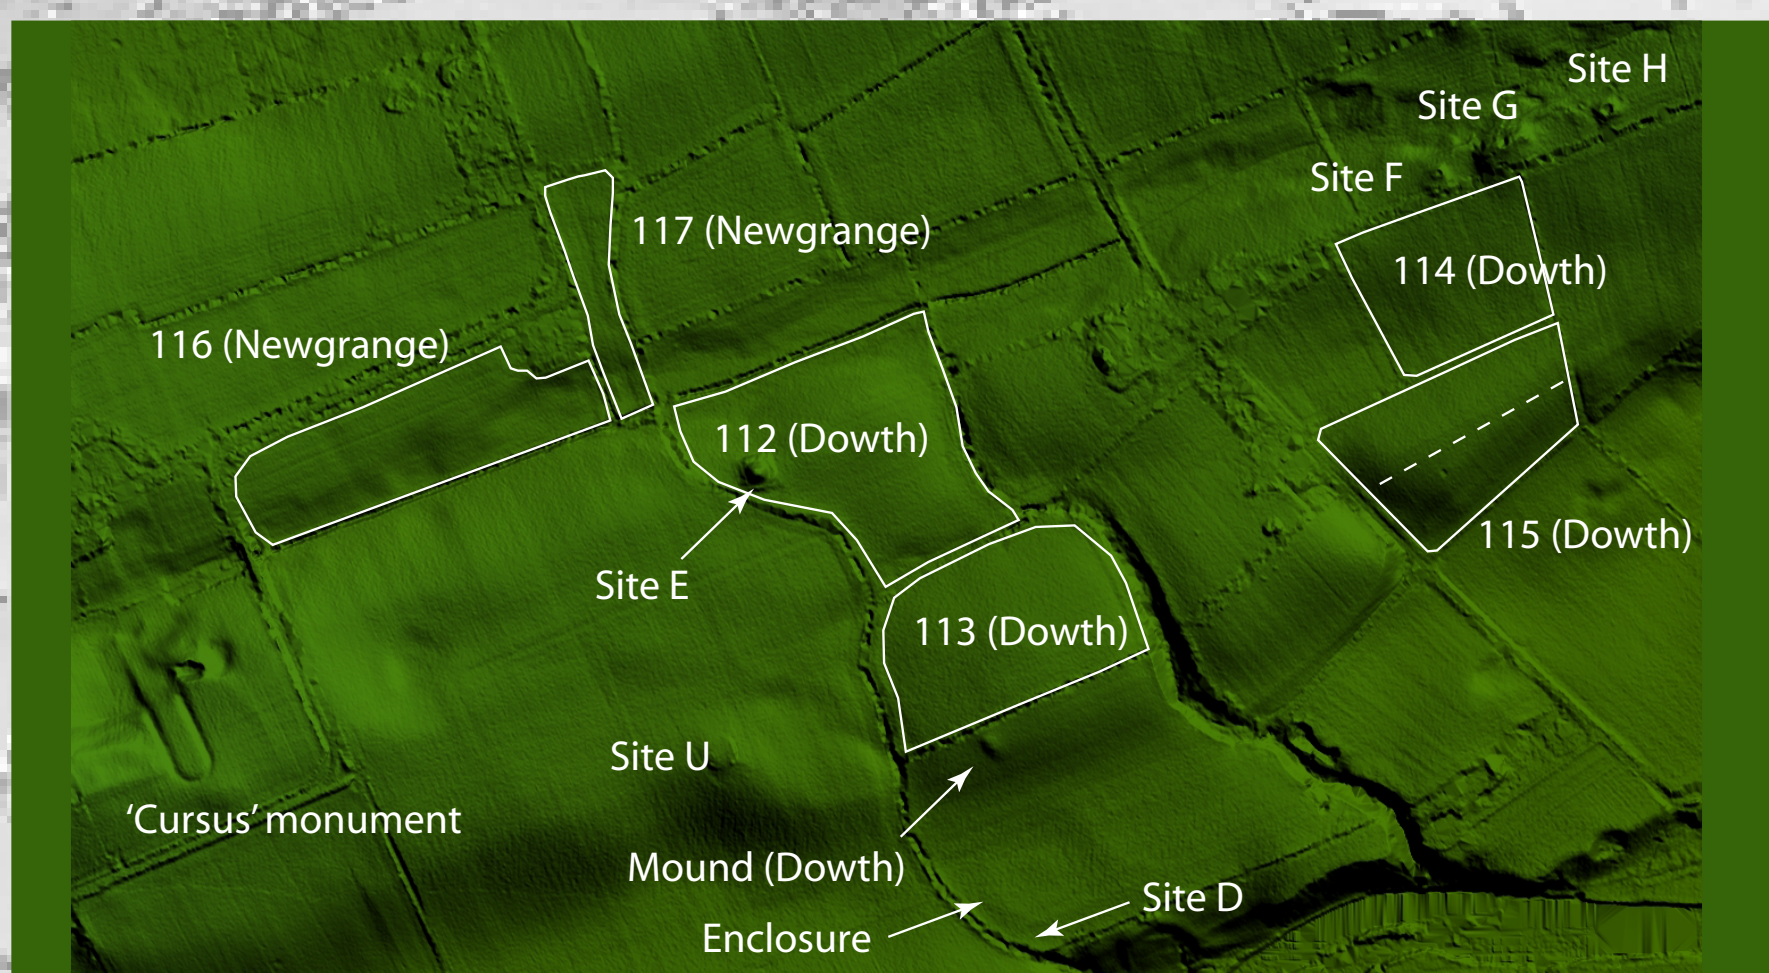 Site H
Site G
Site F
117 (Newgrange)
114 (Dowth)
116 (Newgrange)
112 (Dowth)
115 (Dowth)
Site E
113 (Dowth)
Site U
‘Cursus’ monument
Mound (Dowth)
Site D
Enclosure